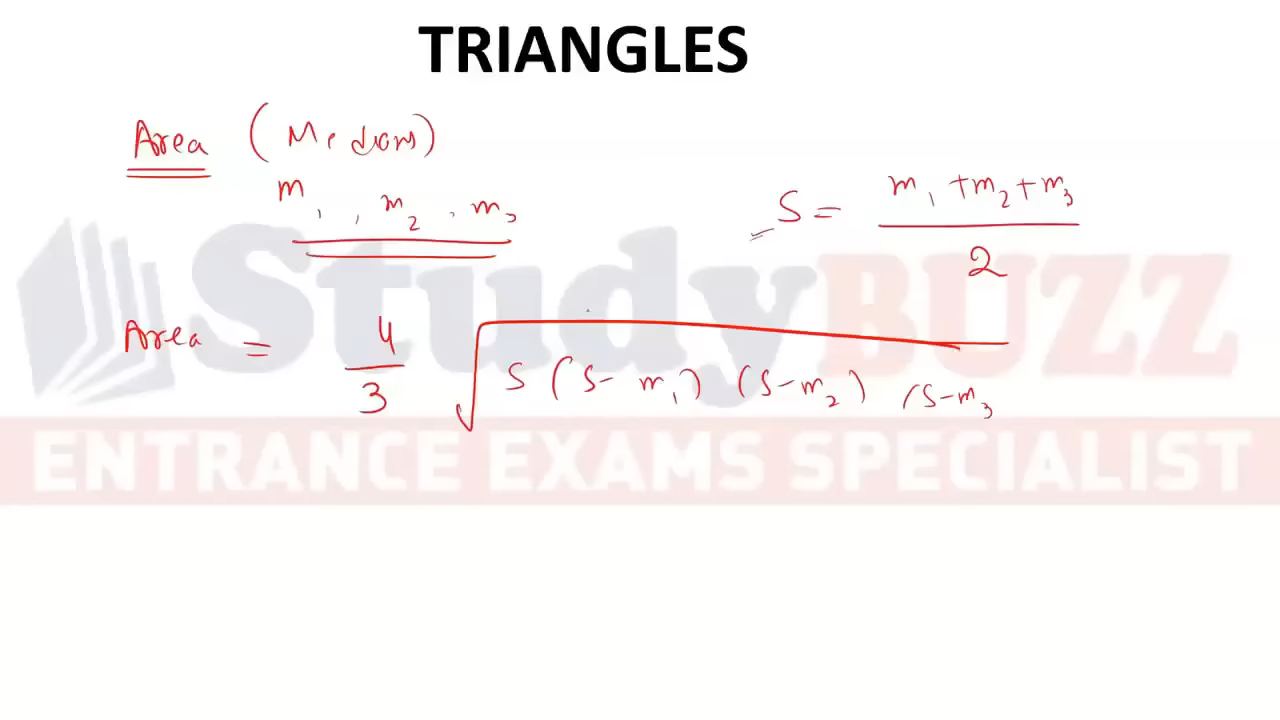 TRIANGLES
Area (Medians)
m₁, m₂, m₃
S = m₁ + m₂ + m₃ / 2
Area = 4/3 √S(S - m₁)(S - m₂)(S - m₃
StudyBUZZ
ENTRANCE EXAMS SPECIALIST